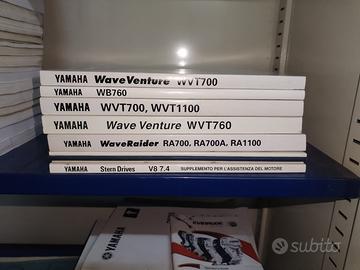 YAMAHA WaveVenture WVT700
YAMAHA WB760
YAMAHA WVT700, WVT1100
YAMAHA Wave Venture WVT760
YAMAHA WaveRaider RA700, RA700A, RA1100
YAMAHA Stern Drives V8 7.4 SUPPLEMENTO PER L'ASSISTENZA DEL MOTORE
YAMAHA
subito